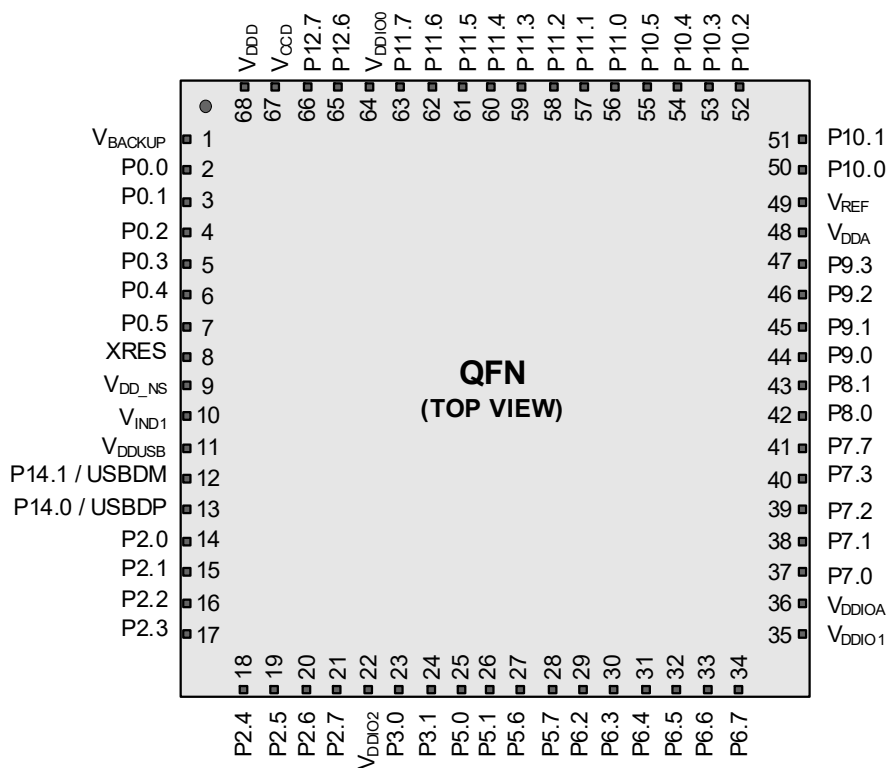 VDDD
VCCD
P12.7
P12.6
VDDIO0
P11.7
P11.6
P11.5
P11.4
P11.3
P11.2
P11.1
P11.0
P10.5
P10.4
P10.3
P10.2
68
67
66
65
64
63
62
61
60
59
58
57
56
55
54
53
52
VBACKUP 1
P0.0 2
P0.1 3
P0.2 4
P0.3 5
P0.4 6
P0.5 7
XRES 8
VDD_NS 9
VIND1 10
VDDUSB 11
P14.1 / USBDM 12
P14.0 / USBDP 13
P2.0 14
P2.1 15
P2.2 16
P2.3 17
QFN
(TOP VIEW)
51 P10.1
50 P10.0
49 VREF
48 VDDA
47 P9.3
46 P9.2
45 P9.1
44 P9.0
43 P8.1
42 P8.0
41 P7.7
40 P7.3
39 P7.2
38 P7.1
37 P7.0
36 VDDIOA
35 VDDIO1
18
19
20
21
22
23
24
25
26
27
28
29
30
31
32
33
34
P2.4
P2.5
P2.6
P2.7
VDDIO2
P3.0
P3.1
P5.0
P5.1
P5.6
P5.7
P6.2
P6.3
P6.4
P6.5
P6.6
P6.7